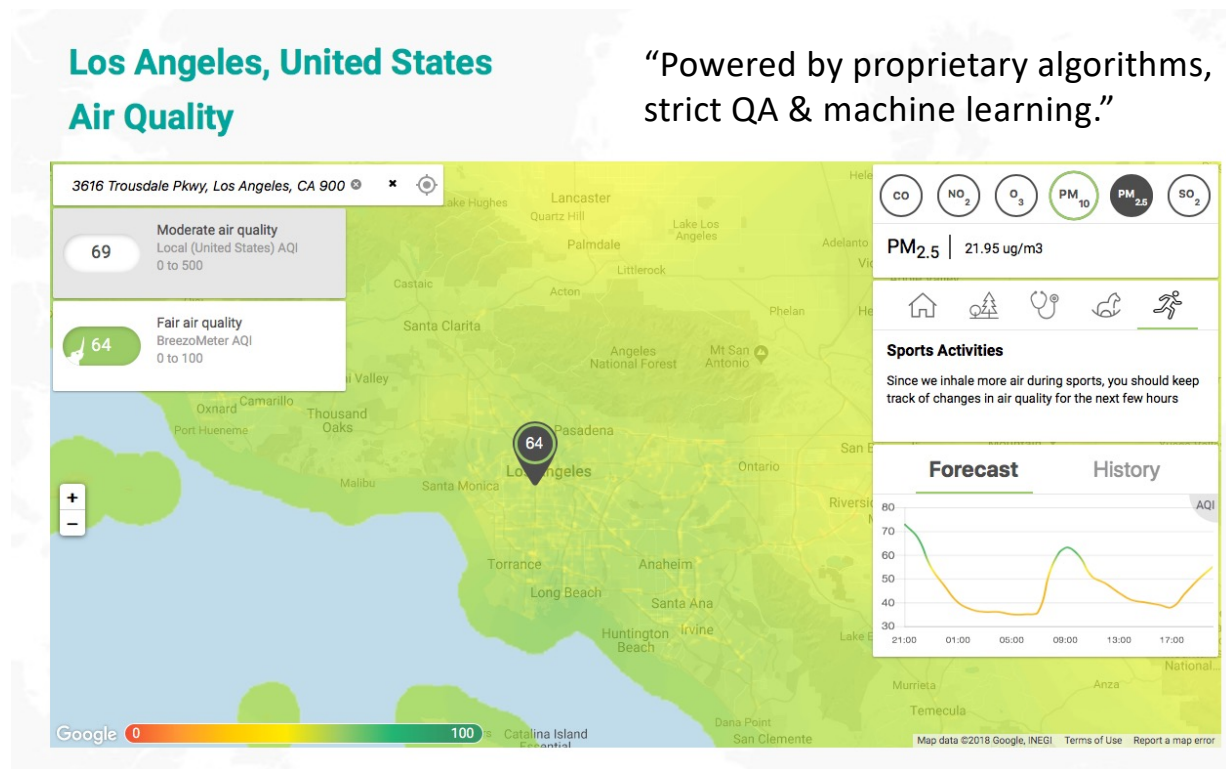 Los Angeles, United States
Air Quality
“Powered by proprietary algorithms,
strict QA & machine learning.”
3616 Trousdale Pkwy, Los Angeles, CA 900
69
Moderate air quality
Local (United States) AQI
0 to 500
64
Fair air quality
BreezoMeter AQI
0 to 100
CO
NO2
O3
PM10
PM2.5
SO2
PM2.5 | 21.95 ug/m3
Sports Activities
Since we inhale more air during sports, you should keep
track of changes in air quality for the next few hours
Forecast
History
AQI
80
70
60
50
40
30
21:00 01:00 05:00 09:00 13:00 17:00
Lancaster
Quartz Hill
Lake Los
Angeles
Palmdale
Adelanto
Littlerock
Castaic
Acton
Phelan
Santa Clarita
Angeles
National Forest
Mt San
Antonio
Valley
Oxnard
Camarillo
Port Hueneme
Thousand
Oaks
64
Pasadena
Malibu
Santa Monica
Ontario
Torrance
Anaheim
Long Beach
Santa Ana
Huntington
Beach
Irvine
National...
Murrieta
Anza
Temecula
Dana Point
San Clemente
Catalina Island
Essential
+
−
Google
0
100
Map data ©2018 Google, INEGI
Terms of Use
Report a map error